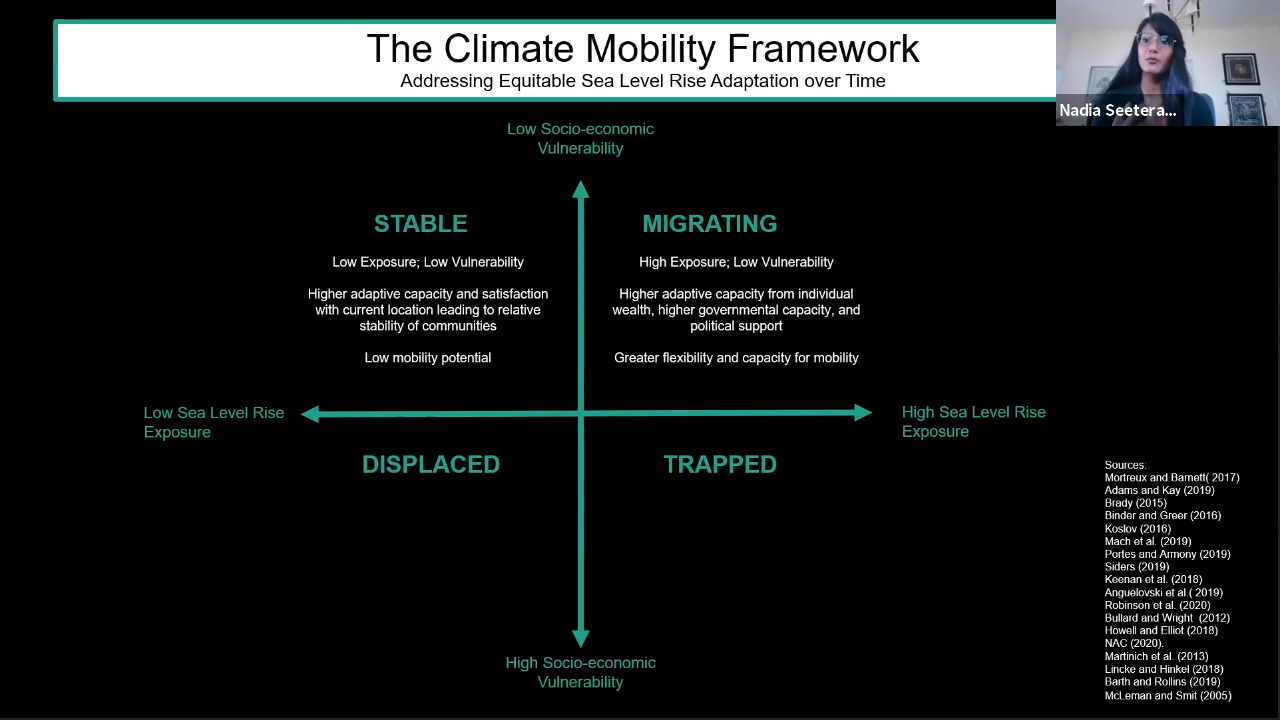 The Climate Mobility Framework
Addressing Equitable Sea Level Rise Adaptation over Time
Nadia Seetera...
Low Socio-economic
Vulnerability
STABLE
Low Exposure; Low Vulnerability
Higher adaptive capacity and satisfaction
with current location leading to relative
stability of communities
Low mobility potential
MIGRATING
High Exposure; Low Vulnerability
Higher adaptive capacity from individual
wealth, higher governmental capacity, and
political support
Greater flexibility and capacity for mobility
Low Sea Level Rise
Exposure
High Sea Level Rise
Exposure
DISPLACED
TRAPPED
High Socio-economic
Vulnerability
Sources:
Mortreux and Barnett( 2017)
Adams and Kay (2019)
Brady (2015)
Binder and Greer (2016)
Koslov (2016)
Mach et al. (2019)
Portes and Armony (2019)
Siders (2019)
Keenan et al. (2018)
Anguelovski et al.( 2019)
Robinson et al. (2020)
Bullard and Wright  (2012)
Howell and Elliot (2018)
NAC (2020).
Martinich et al. (2013)
Lincke and Hinkel (2018)
Barth and Rollins (2019)
McLeman and Smit (2005)